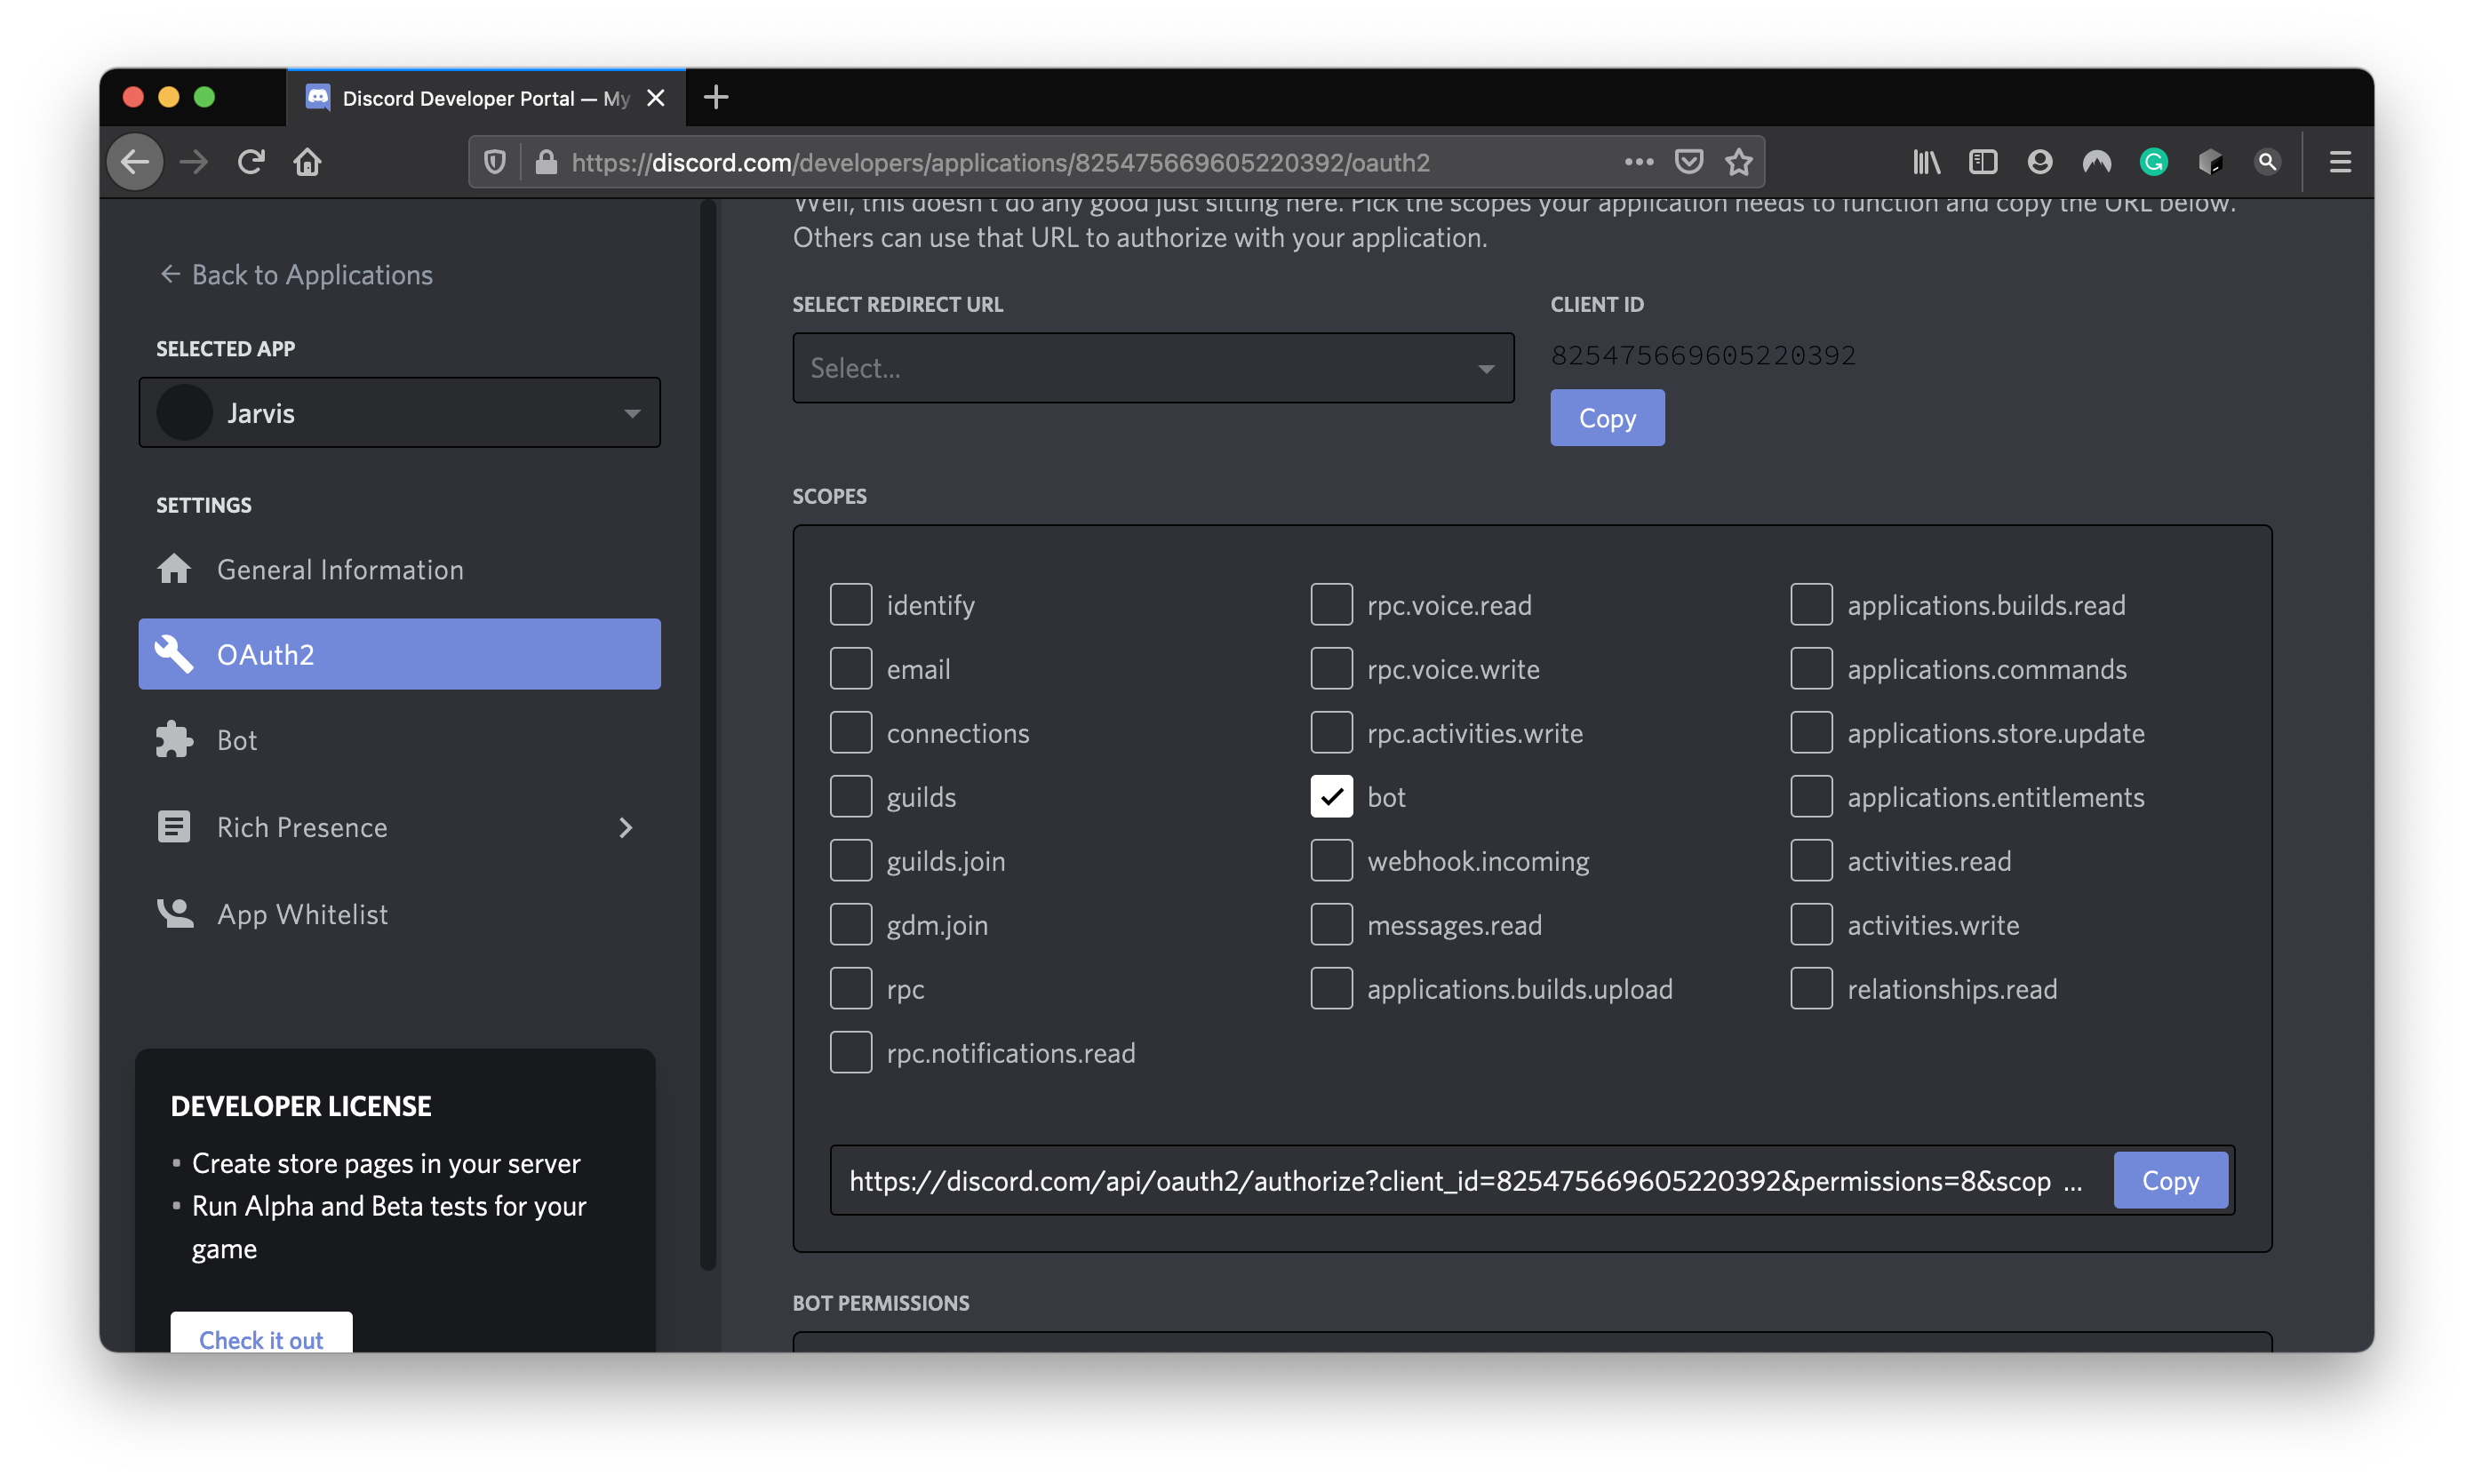 Discord Developer Portal — My
https://discord.com/developers/applications/825475669605220392/oauth2
Back to Applications
SELECTED APP
Jarvis
SETTINGS
General Information
OAuth2
Bot
Rich Presence
App Whitelist
DEVELOPER LICENSE
Create store pages in your server
Run Alpha and Beta tests for your
game
Check it out
Well, this doesn't do any good just sitting here. Pick the scopes your application needs to function and copy the URL below.
Others can use that URL to authorize with your application.
SELECT REDIRECT URL
Select...
CLIENT ID
825475669605220392
Copy
SCOPES
identify
email
connections
guilds
guilds.join
gdm.join
rpc
rpc.notifications.read
rpc.voice.read
rpc.voice.write
rpc.activities.write
bot
webhook.incoming
messages.read
applications.builds.upload
applications.builds.read
applications.commands
applications.store.update
applications.entitlements
activities.read
activities.write
relationships.read
https://discord.com/api/oauth2/authorize?client_id=825475669605220392&permissions=8&scop ...
Copy
BOT PERMISSIONS